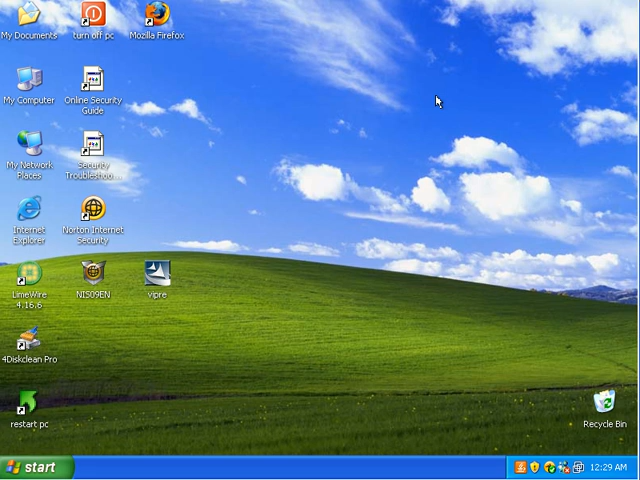 My Documents
turn off pc
Mozilla Firefox
My Computer
Online Security
Guide
My Network
Places
Security
Troubleshoo...
Internet
Explorer
Norton Internet
Security
LimeWire
4.16.6
NIS09EN
vipre
4Diskclean Pro
restart pc
Recycle Bin
start
12:29 AM